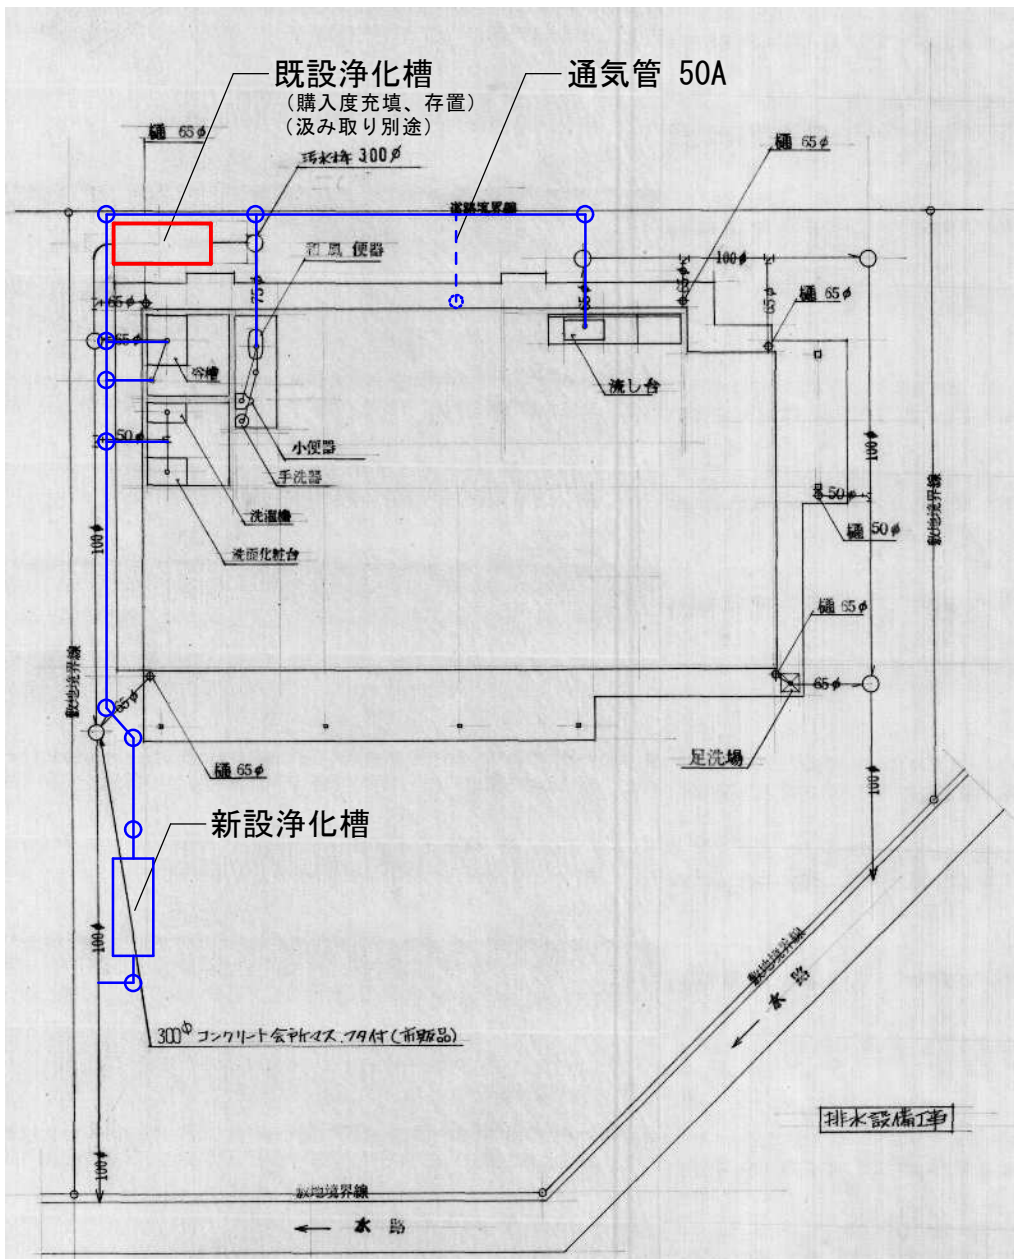 既設浄化槽
(購入度充填、存置)
(汲み取り別途)
通気管 50A
樋 65φ
汚水桝 300φ
樋 65φ
道路境界線
和風便器
75φ
100φ
65φ
65φ
65φ
樋 65φ
65φ
65φ
浴槽
流し台
50φ
小便器
手洗器
100φ
50φ
洗濯機
洗面化粧台
樋 50φ
敷地境界線
100φ
樋 65φ
敷地境界線
65φ
65φ
足洗場
樋 65φ
100φ
新設浄化槽
100φ
敷地境界線
水路
300φ コンクリート会所マス.フタ付(市販品)
排水設備工事
100φ
敷地境界線
水路